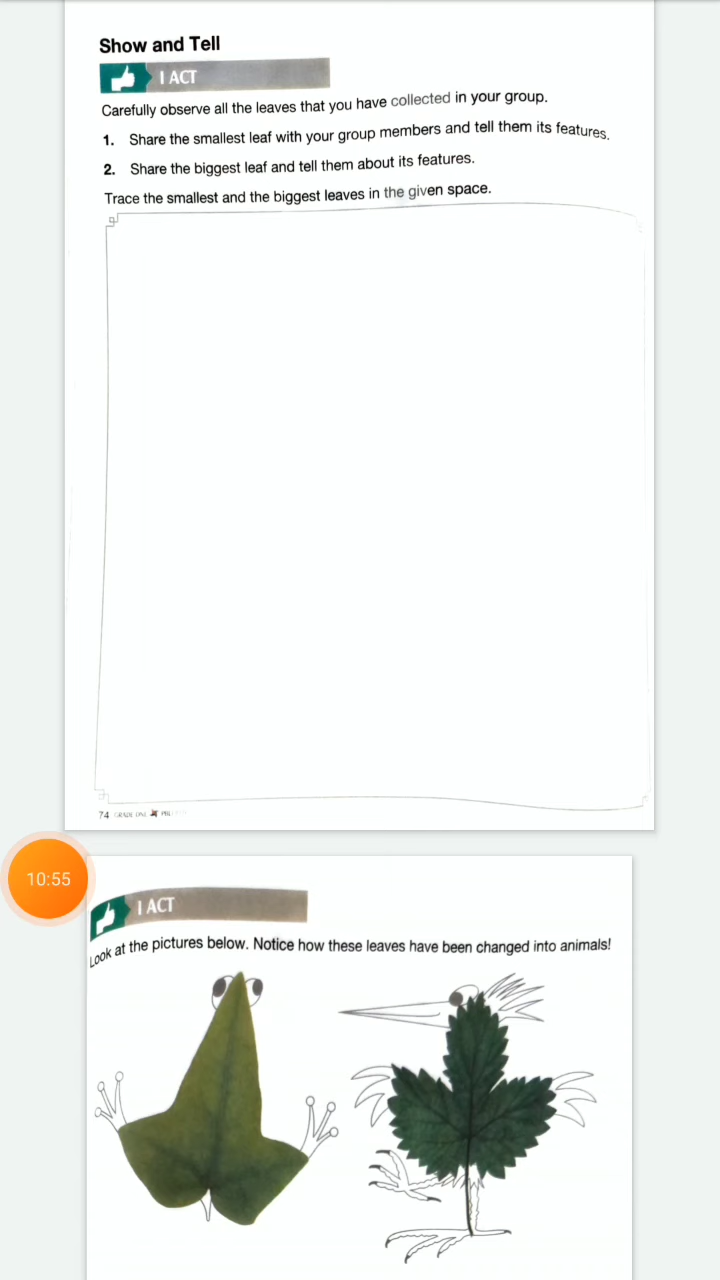 Show and Tell
I ACT
Carefully observe all the leaves that you have collected in your group.
1. Share the smallest leaf with your group members and tell them its features.
2. Share the biggest leaf and tell them about its features.
Trace the smallest and the biggest leaves in the given space.
74 GRADE ONE
10:55
I ACT
Look at the pictures below. Notice how these leaves have been changed into animals!